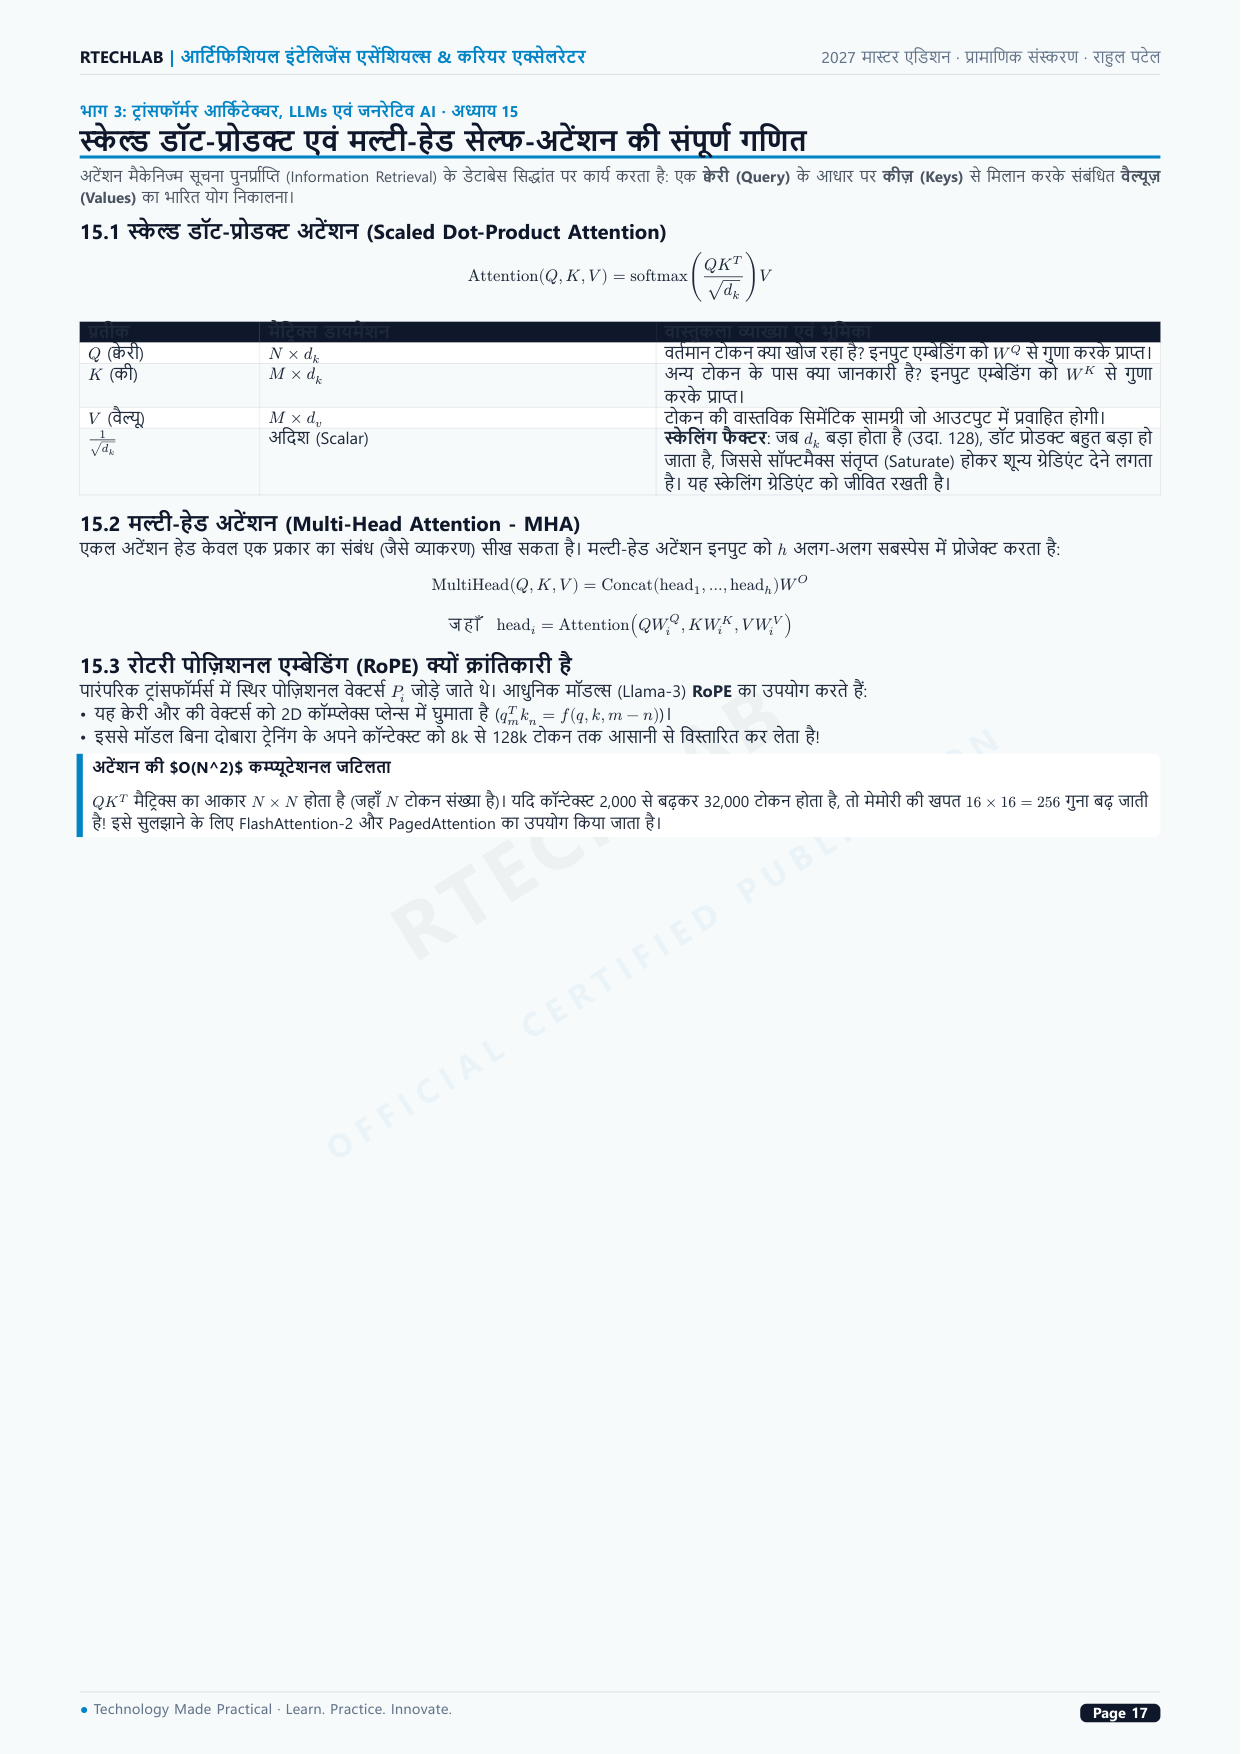 RTECHLAB | आर्टिफिशियल इंटेलिजेंस एसेंशियल्स & करियर एक्सेलरेटर
2027 मास्टर एडिशन · प्रामाणिक संस्करण · राहुल पटेल
भाग 3: ट्रांसफॉर्मर आर्किटेक्चर, LLMs एवं जनरेटिव AI · अध्याय 15
स्केल्ड डॉट-प्रोडक्ट एवं मल्टी-हेड सेल्फ-अटेंशन की संपूर्ण गणित
अटेंशन मैकेनिज्म सूचना पुनर्प्राप्ति (Information Retrieval) के डेटाबेस सिद्धांत पर कार्य करता है: एक क्वेरी (Query) के आधार पर कीज़ (Keys) से मिलान करके संबंधित वैल्यूज़
(Values) का भारित योग निकालना।
15.1 स्केल्ड डॉट-प्रोडक्ट अटेंशन (Scaled Dot-Product Attention)
Attention(Q, K, V) = softmax(QK^T / √d_k) V
प्रतीक मैट्रिक्स डायमेंशन वास्तुकला व्याख्या एवं भूमिका
Q (क्वेरी) N × d_k वर्तमान टोकन क्या खोज रहा है? इनपुट एम्बेडिंग को W^Q से गुणा करके प्राप्त।
K (की) M × d_k अन्य टोकन के पास क्या जानकारी है? इनपुट एम्बेडिंग को W^K से गुणा
करके प्राप्त।
V (वैल्यू) M × d_v टोकन की वास्तविक सिमेंटिक सामग्री जो आउटपुट में प्रवाहित होगी।
1/√d_k अदिश (Scalar) स्केलिंग फैक्टर: जब d_k बड़ा होता है (उदा. 128), डॉट प्रोडक्ट बहुत बड़ा हो
जाता है, जिससे सॉफ्टमैक्स संतृप्त (Saturate) होकर शून्य ग्रेडिएंट देने लगता
है। यह स्केलिंग ग्रेडिएंट को जीवित रखती है।
15.2 मल्टी-हेड अटेंशन (Multi-Head Attention - MHA)
एकल अटेंशन हेड केवल एक प्रकार का संबंध (जैसे व्याकरण) सीख सकता है। मल्टी-हेड अटेंशन इनपुट को h अलग-अलग सबस्पेस में प्रोजेक्ट करता है:
MultiHead(Q, K, V) = Concat(head_1, ..., head_h)W^O
जहाँ head_i = Attention(QW_i^Q, KW_i^K, VW_i^V)
15.3 रोटरी पोज़िशनल एम्बेडिंग (RoPE) क्यों क्रांतिकारी है
पारंपरिक ट्रांसफॉर्मर्स में स्थिर पोज़िशनल वेक्टर्स P_i जोड़े जाते थे। आधुनिक मॉडल्स (Llama-3) RoPE का उपयोग करते हैं:
• यह क्वेरी और की वेक्टर्स को 2D कॉम्प्लेक्स प्लेन्स में घुमाता है (q_m^T k_n = f(q, k, m − n))।
• इससे मॉडल बिना दोबारा ट्रेनिंग के अपने कॉन्टेक्स्ट को 8k से 128k टोकन तक आसानी से विस्तारित कर लेता है!
अटेंशन की $O(N^2)$ कम्प्यूटेशनल जटिलता
QK^T मैट्रिक्स का आकार N × N होता है (जहाँ N टोकन संख्या है)। यदि कॉन्टेक्स्ट 2,000 से बढ़कर 32,000 टोकन होता है, तो मेमोरी की खपत 16 × 16 = 256 गुना बढ़ जाती
है! इसे सुलझाने के लिए FlashAttention-2 और PagedAttention का उपयोग किया जाता है।
● Technology Made Practical · Learn. Practice. Innovate.
Page 17